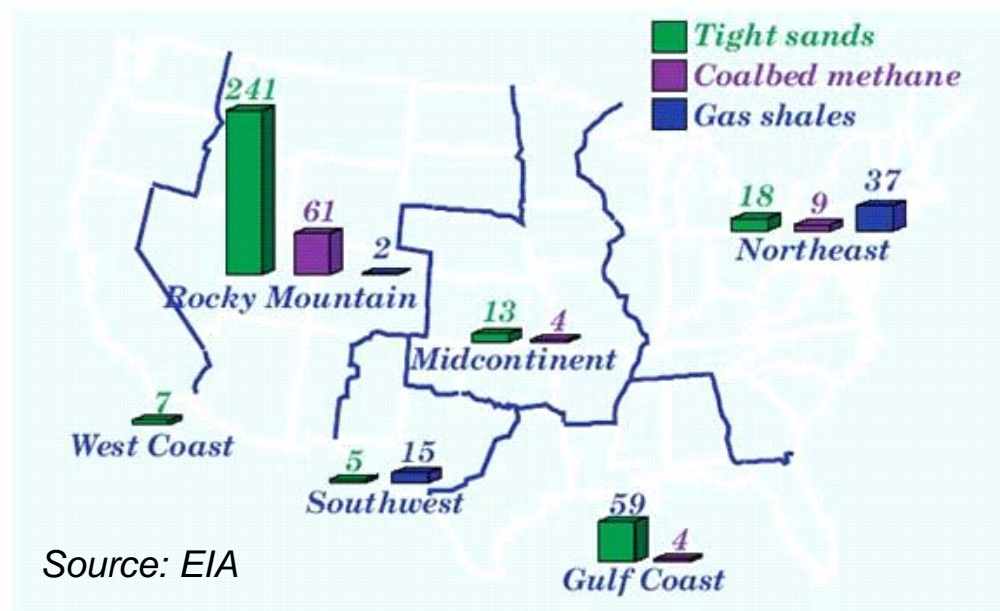 Tight sands
Coalbed methane
Gas shales
241
61
2
Rocky Mountain
18
9
37
Northeast
13
4
Midcontinent
7
West Coast
5
15
Southwest
59
4
Gulf Coast
Source: EIA